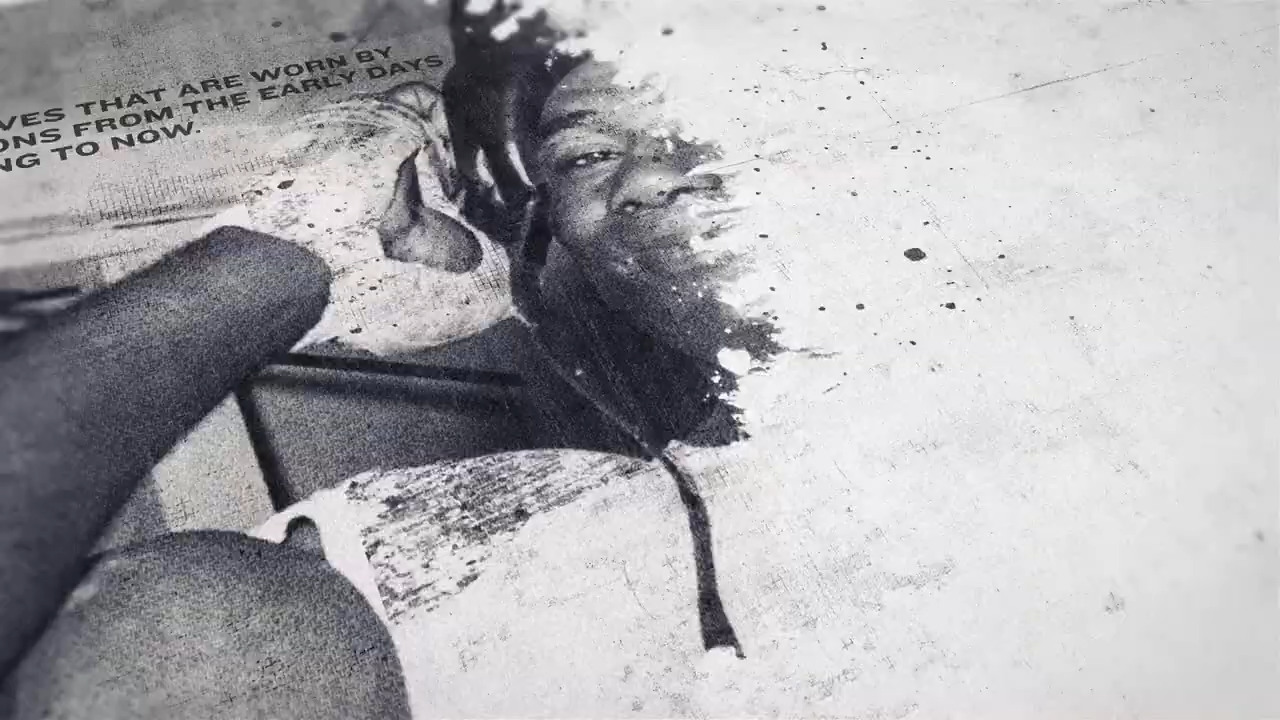 VES THAT ARE WORN BY
ONS FROM THE EARLY DAYS
NG TO NOW.